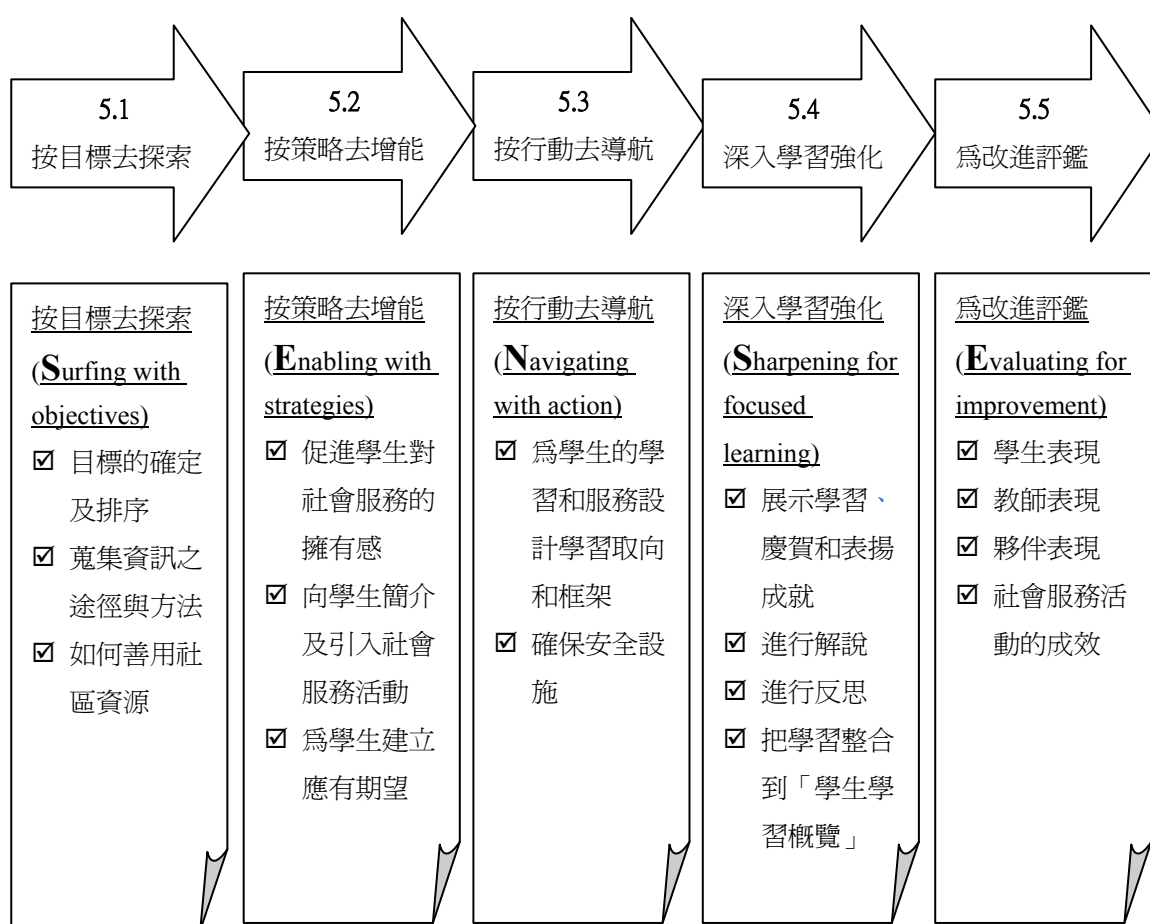 5.1
按目標去探索
5.2
按策略去增能
5.3
按行動去導航
5.4
深入學習強化
5.5
爲改進評鑑
按目標去探索
(Surfing with
objectives)
☑ 目標的確定
及排序
☑ 蒐集資訊之
途徑與方法
☑ 如何善用社
區資源
按策略去增能
(Enabling with
strategies)
☑ 促進學生對
社會服務的
擁有感
☑ 向學生簡介
及引入社會
服務活動
☑ 爲學生建立
應有期望
按行動去導航
(Navigating
with action)
☑ 爲學生的學
習和服務設
計學習取向
和框架
☑ 確保安全設
施
深入學習強化
(Sharpening for
focused
learning)
☑ 展示學習、
慶賀和表揚
成就
☑ 進行解說
☑ 進行反思
☑ 把學習整合
到「學生學
習概覽」
爲改進評鑑
(Evaluating for
improvement)
☑ 學生表現
☑ 教師表現
☑ 夥伴表現
☑ 社會服務活
動的成效